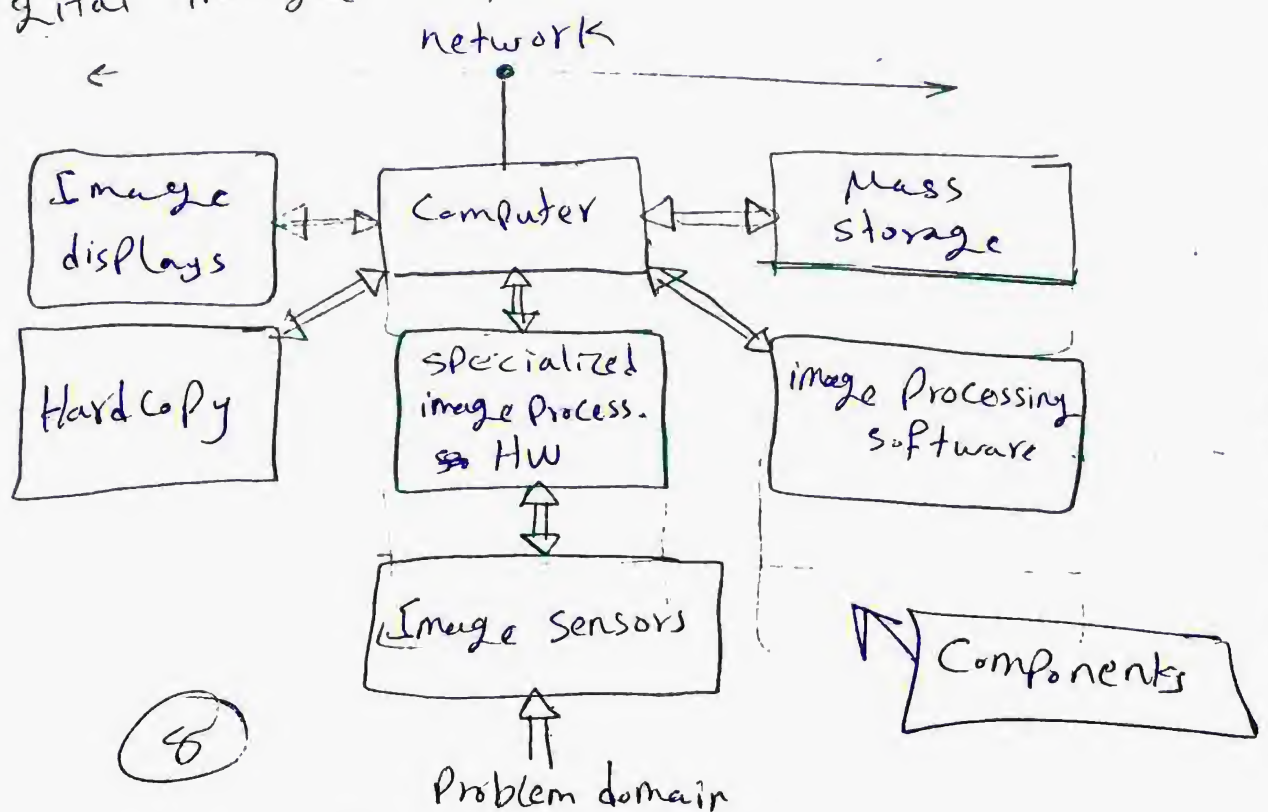 network
Image
displays
Computer
Mass
storage
Hard Copy
specialized
image process.
HW
image Processing
software
Image Sensors
Components
8
Problem domain